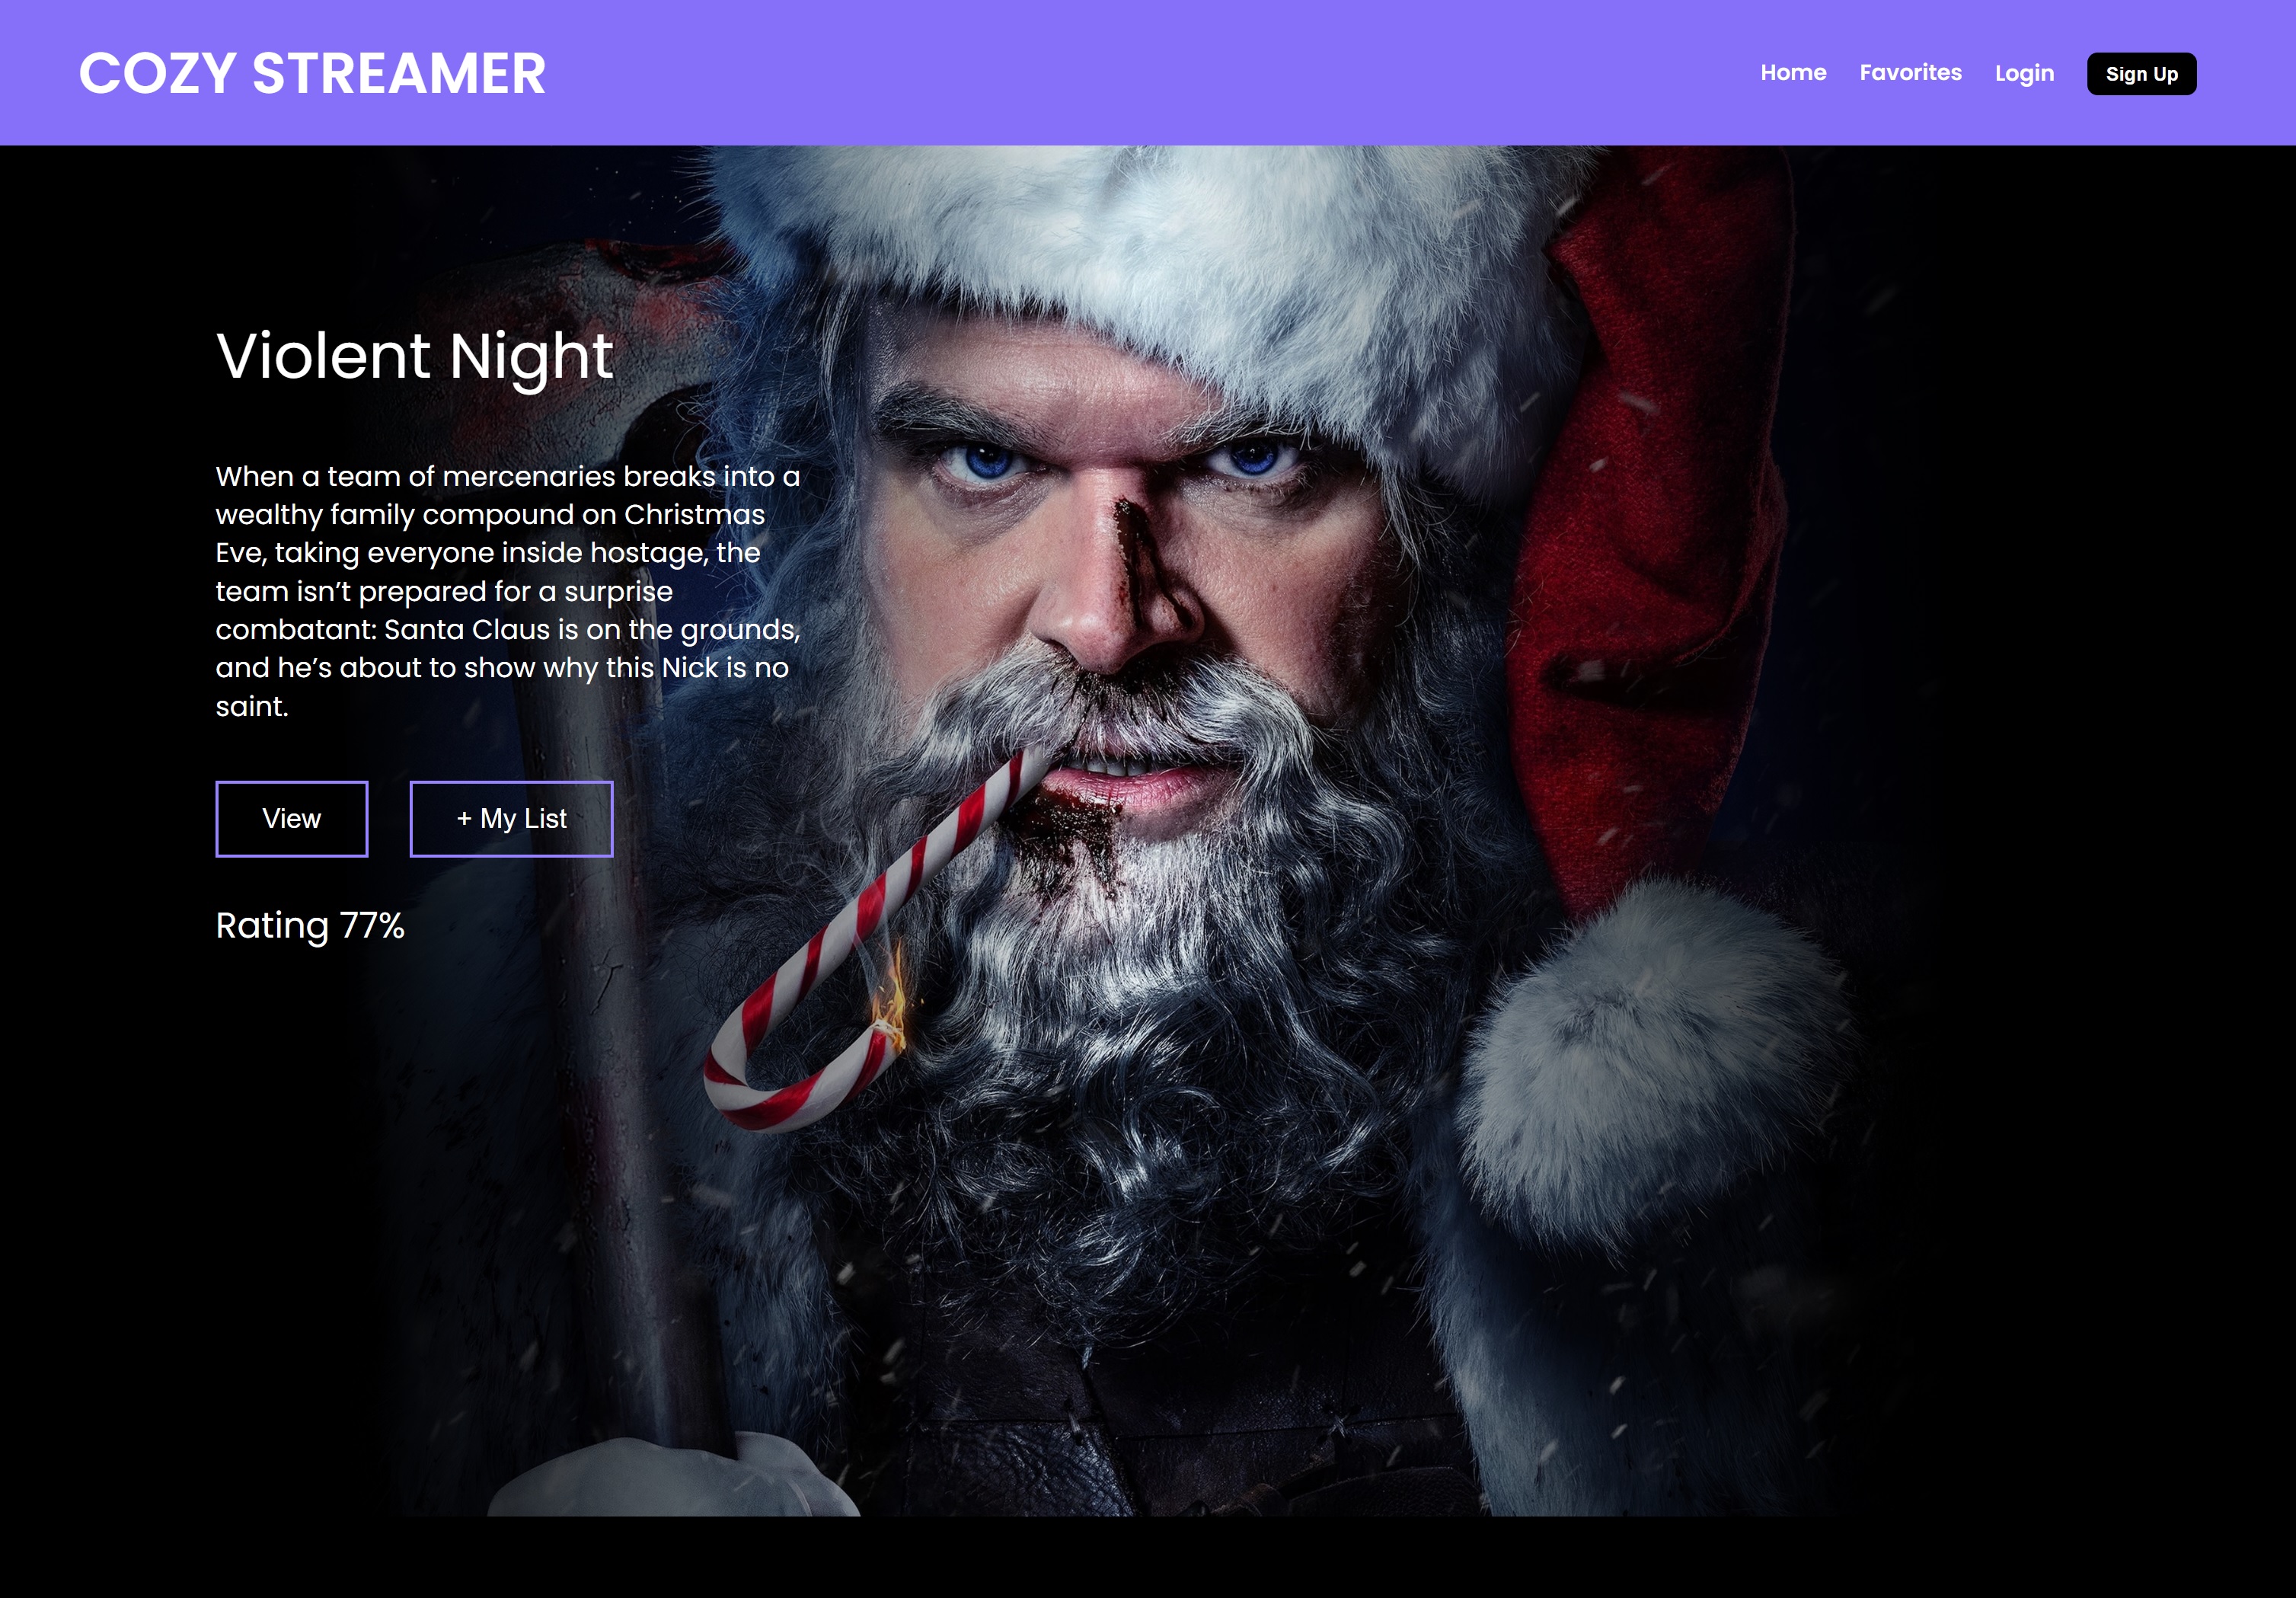 COZY STREAMER
Home Favorites Login Sign Up
Violent Night
When a team of mercenaries breaks into a
wealthy family compound on Christmas
Eve, taking everyone inside hostage, the
team isn’t prepared for a surprise
combatant: Santa Claus is on the grounds,
and he’s about to show why this Nick is no
saint.
View + My List
Rating 77%